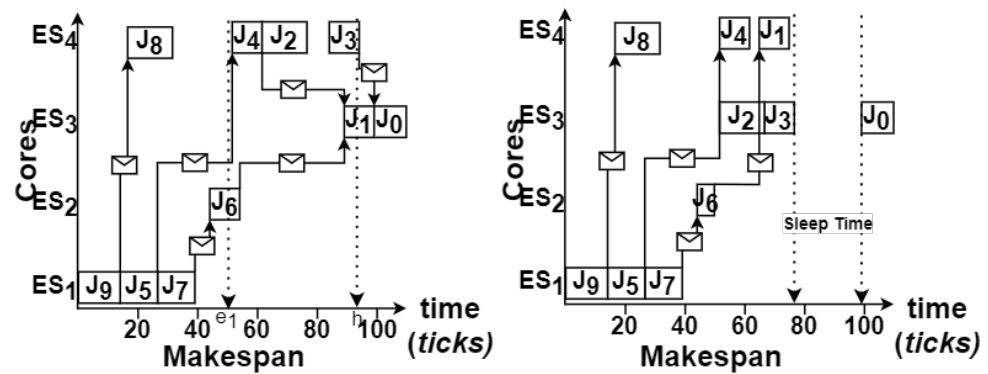 ES4 J8 J4 J2 J3
ES3 J1 J0
Cores
ES2 J6
ES1 J9 J5 J7
e1 h
20 40 60 80 100
time
(ticks)
Makespan
ES4 J8 J4 J1
ES3 J2 J3 J0
Cores
ES2 J6
Sleep Time
ES1 J9 J5 J7
20 40 60 80 100
time
(ticks)
Makespan